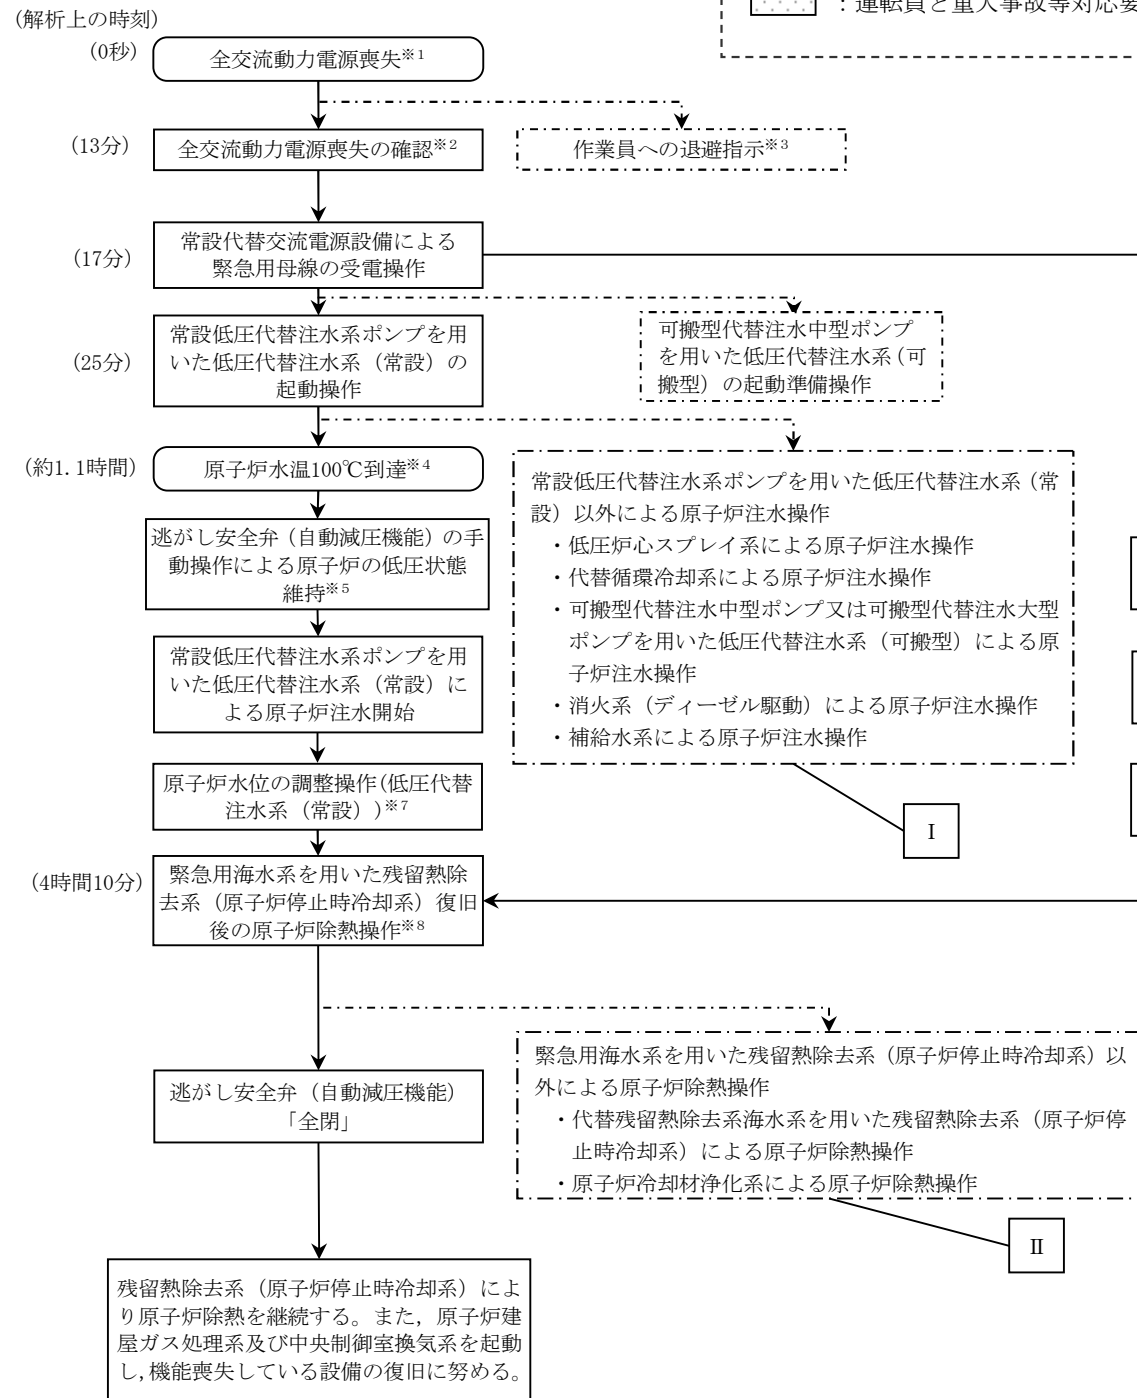 (解析上の時刻)
：運転員と重大事故等対応要
(0秒)
全交流動力電源喪失※1
(13分)
全交流動力電源喪失の確認※2
作業員への退避指示※3
(17分)
常設代替交流電源設備による
緊急用母線の受電操作
(25分)
常設低圧代替注水系ポンプを用
いた低圧代替注水系（常設）の
起動操作
可搬型代替注水中型ポンプ
を用いた低圧代替注水系（可
搬型）の起動準備操作
(約1.1時間)
原子炉水温100℃到達※4
逃がし安全弁（自動減圧機能）の手
動操作による原子炉の低圧状態
維持※5
常設低圧代替注水系ポンプを用
いた低圧代替注水系（常設）に
よる原子炉注水開始
原子炉水位の調整操作(低圧代替
注水系（常設）)※7
常設低圧代替注水系ポンプを用いた低圧代替注水系（常
設）以外による原子炉注水操作
・低圧炉心スプレイ系による原子炉注水操作
・代替循環冷却系による原子炉注水操作
・可搬型代替注水中型ポンプ又は可搬型代替注水大型
ポンプを用いた低圧代替注水系（可搬型）による原
子炉注水操作
・消火系（ディーゼル駆動）による原子炉注水操作
・補給水系による原子炉注水操作
Ⅰ
(4時間10分)
緊急用海水系を用いた残留熱除
去系（原子炉停止時冷却系）復旧
後の原子炉除熱操作※8
逃がし安全弁（自動減圧機能）
「全閉」
緊急用海水系を用いた残留熱除去系（原子炉停止時冷却系）以
外による原子炉除熱操作
・代替残留熱除去系海水系を用いた残留熱除去系（原子炉停
止時冷却系）による原子炉除熱操作
・原子炉冷却材浄化系による原子炉除熱操作
Ⅱ
残留熱除去系（原子炉停止時冷却系）によ
り原子炉除熱を継続する。また，原子炉建
屋ガス処理系及び中央制御室換気系を起動
し,機能喪失している設備の復旧に努める。